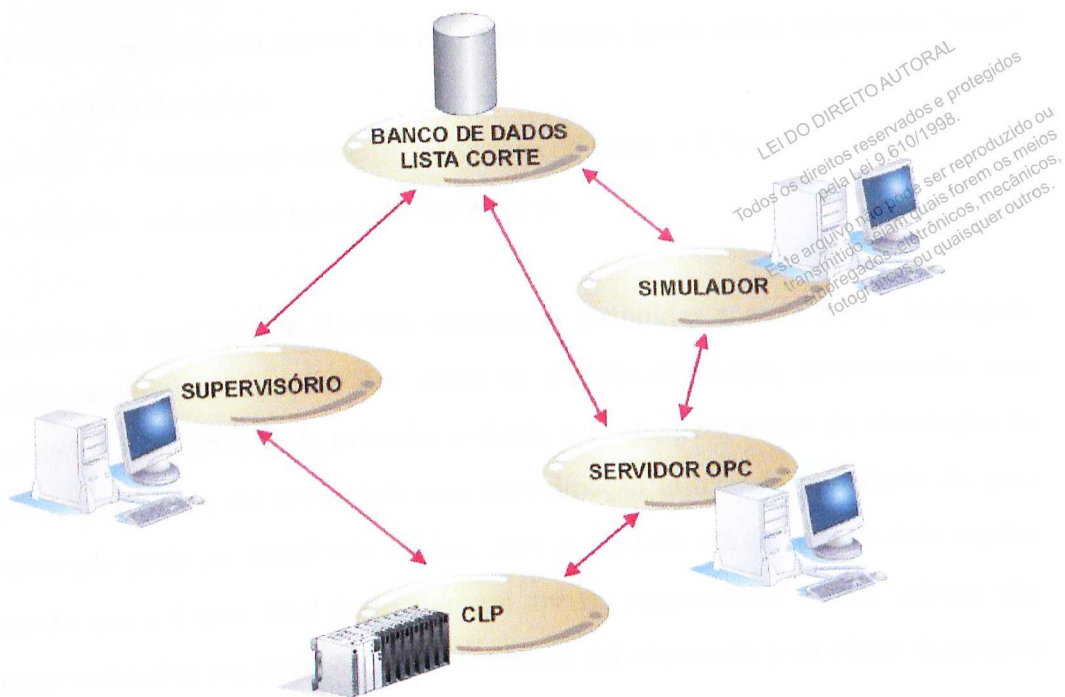 BANCO DE DADOS
LISTA CORTE
LEI DO DIREITO AUTORAL
Todos os direitos reservados e protegidos
pela Lei 9.610/1998.
Este arquivo não pode ser reproduzido ou
transmitido sejam quais forem os meios
empregados: eletrônicos, mecânicos,
fotográficos ou quaisquer outros.
SIMULADOR
SUPERVISÓRIO
SERVIDOR OPC
CLP